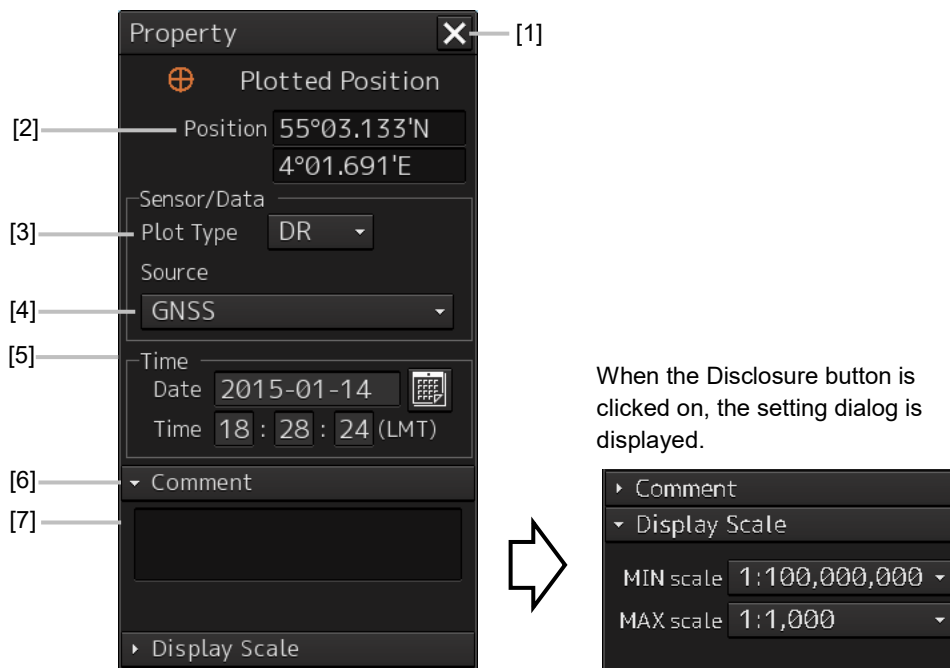 Property
[1]
Plotted Position
[2]
Position 55°03.133'N
4°01.691'E
Sensor/Data
[3]
Plot Type DR
Source
[4]
GNSS
[5]
Time
Date 2015-01-14
Time 18 : 28 : 24 (LMT)
[6]
Comment
[7]
Display Scale
When the Disclosure button is
clicked on, the setting dialog is
displayed.
Comment
Display Scale
MIN scale 1:100,000,000
MAX scale 1:1,000